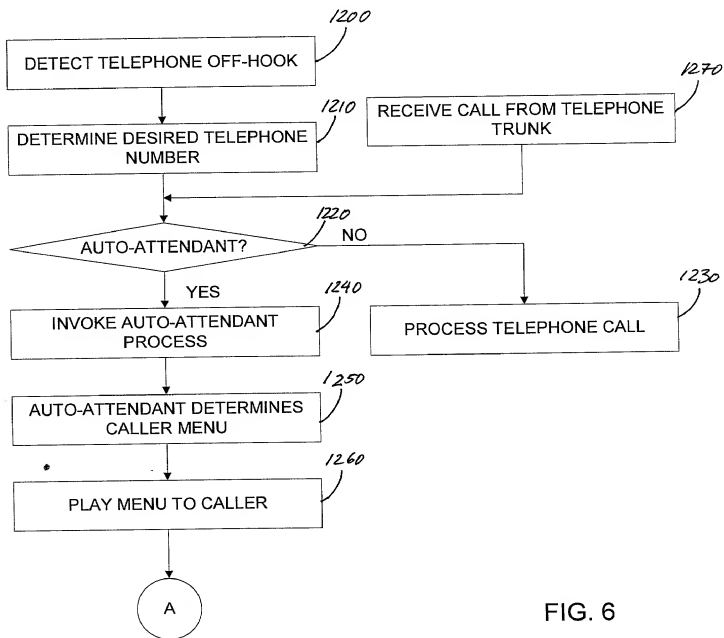 1200
DETECT TELEPHONE OFF-HOOK
1210
DETERMINE DESIRED TELEPHONE
NUMBER
1270
RECEIVE CALL FROM TELEPHONE
TRUNK
1220
AUTO-ATTENDANT?
NO
YES
1230
PROCESS TELEPHONE CALL
1240
INVOKE AUTO-ATTENDANT
PROCESS
1250
AUTO-ATTENDANT DETERMINES
CALLER MENU
1260
PLAY MENU TO CALLER
A
FIG. 6